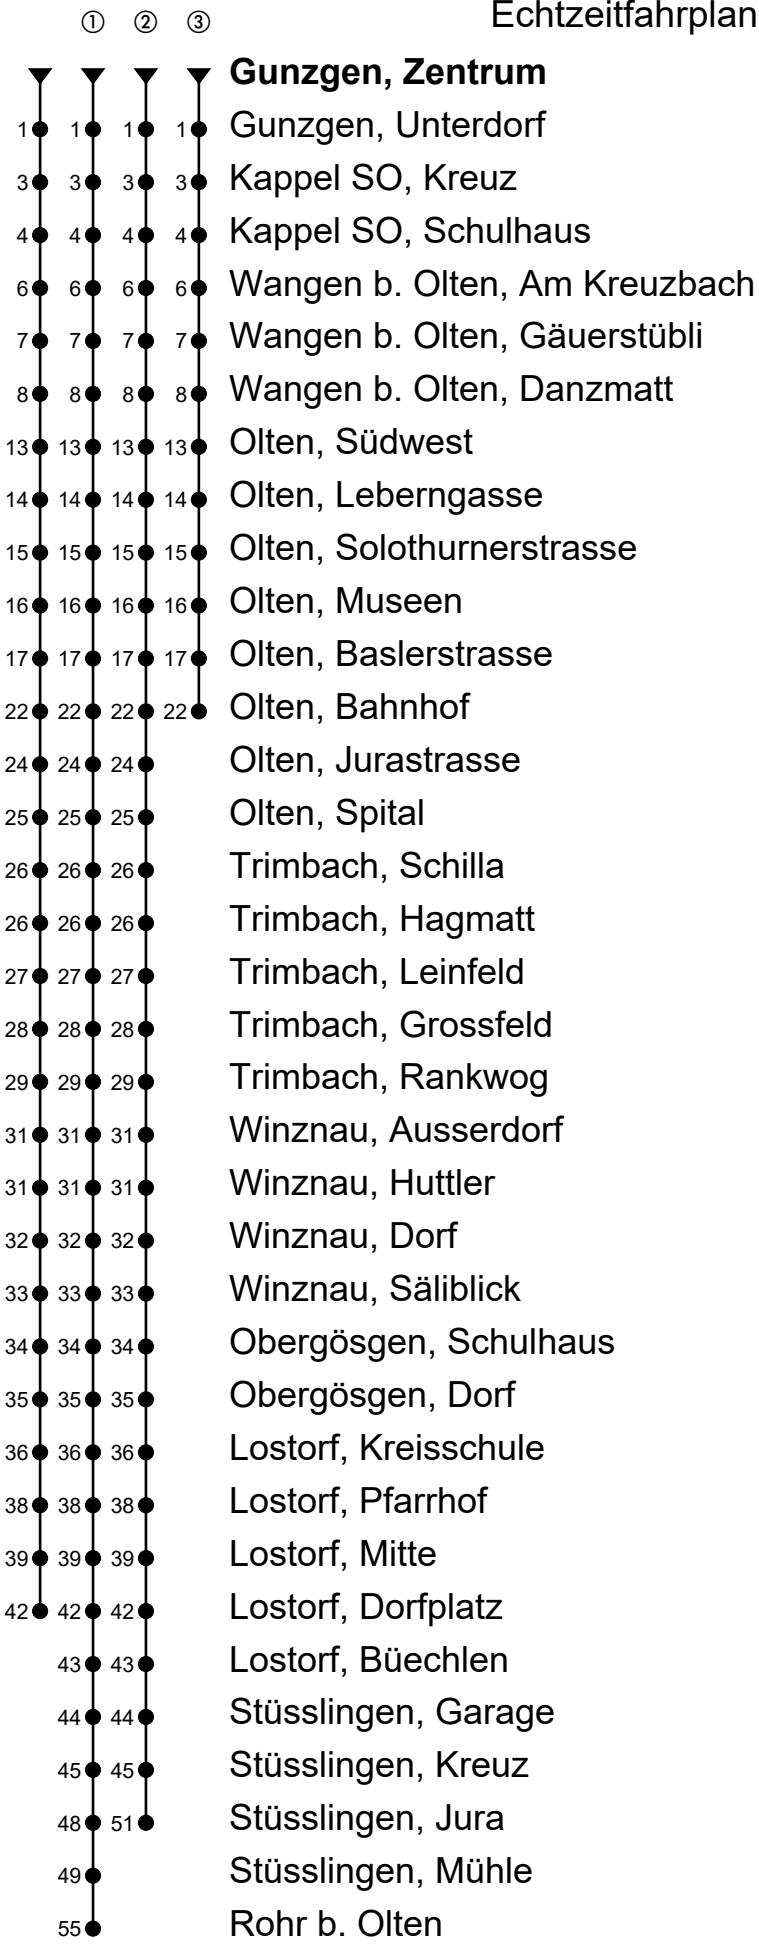 ① ② ③ Echtzeitfahrplan
Gunzgen, Zentrum
1 1 1 1 Gunzgen, Unterdorf
3 3 3 3 Kappel SO, Kreuz
4 4 4 4 Kappel SO, Schulhaus
6 6 6 6 Wangen b. Olten, Am Kreuzbach
7 7 7 7 Wangen b. Olten, Gäuerstübli
8 8 8 8 Wangen b. Olten, Danzmatt
13 13 13 13 Olten, Südwest
14 14 14 14 Olten, Leberngasse
15 15 15 15 Olten, Solothurnerstrasse
16 16 16 16 Olten, Museen
17 17 17 17 Olten, Baslerstrasse
22 22 22 22 Olten, Bahnhof
24 24 24 Olten, Jurastrasse
25 25 25 Olten, Spital
26 26 26 Trimbach, Schilla
26 26 26 Trimbach, Hagmatt
27 27 27 Trimbach, Leinfeld
28 28 28 Trimbach, Grossfeld
29 29 29 Trimbach, Rankwog
31 31 31 Winznau, Ausserdorf
31 31 31 Winznau, Huttler
32 32 32 Winznau, Dorf
33 33 33 Winznau, Säliblick
34 34 34 Obergösgen, Schulhaus
35 35 35 Obergösgen, Dorf
36 36 36 Lostorf, Kreisschule
38 38 38 Lostorf, Pfarrhof
39 39 39 Lostorf, Mitte
42 42 42 Lostorf, Dorfplatz
43 43 Lostorf, Büechlen
44 44 Stüsslingen, Garage
45 45 Stüsslingen, Kreuz
48 51 Stüsslingen, Jura
49 Stüsslingen, Mühle
55 Rohr b. Olten